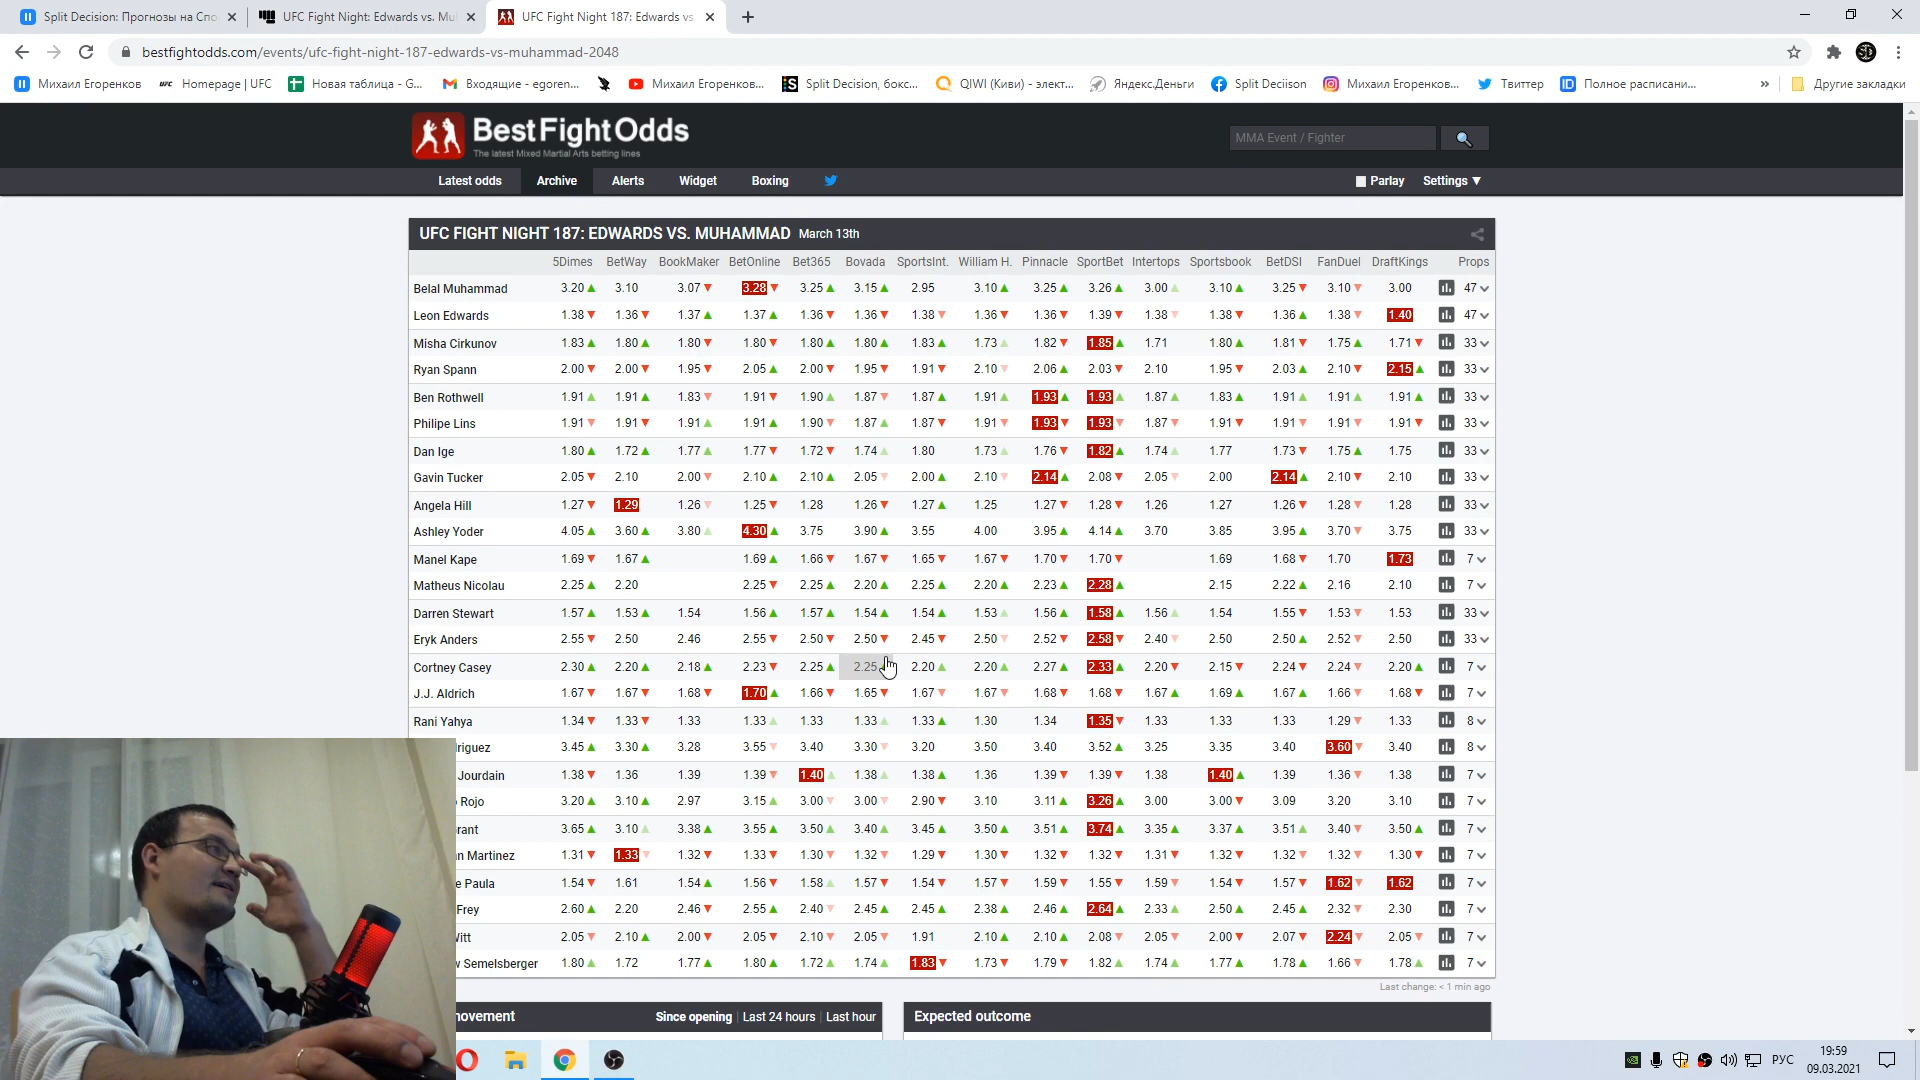 Split Decision: Прогнозы на Спо
UFC Fight Night: Edwards vs. Mu
UFC Fight Night 187: Edwards vs.
bestfightodds.com/events/ufc-fight-night-187-edwards-vs-muhammad-2048
Михаил Егоренков
Homepage | UFC
Новая таблица - G...
Входящие - egoren...
Михаил Егоренков...
Split Decision, бокс...
QIWI (Киви) - элект...
Яндекс.Деньги
Split Deciison
Михаил Егоренков...
Твиттер
Полное расписани...
»
Другие закладки
BestFightOdds
The latest Mixed Martial Arts betting lines
MMA Event / Fighter
Latest odds Archive Alerts Widget Boxing Parlay Settings ▼
UFC FIGHT NIGHT 187: EDWARDS VS. MUHAMMAD March 13th
5Dimes BetWay BookMaker BetOnline Bet365 Bovada SportsInt. William H. Pinnacle SportBet Intertops Sportsbook BetDSI FanDuel DraftKings Props
Belal Muhammad 3.20▲ 3.10 3.07▼ 3.28▼ 3.25▲ 3.15▲ 2.95 3.10▲ 3.25▲ 3.26▲ 3.00▲ 3.10▲ 3.25▼ 3.10▼ 3.00 47
Leon Edwards 1.38▼ 1.36▼ 1.37▲ 1.37▲ 1.36▼ 1.36▼ 1.38▼ 1.36▼ 1.36▼ 1.39▼ 1.38▼ 1.38▼ 1.36▲ 1.38▼ 1.40 47
Misha Cirkunov 1.83▲ 1.80▲ 1.80▼ 1.80▼ 1.80▲ 1.80▲ 1.83▲ 1.73▲ 1.82▼ 1.85▲ 1.71 1.80▲ 1.81▼ 1.75▲ 1.71▼ 33
Ryan Spann 2.00▼ 2.00▼ 1.95▼ 2.05▲ 2.00▼ 1.95▼ 1.91▼ 2.10▼ 2.06▲ 2.03▼ 2.10 1.95▼ 2.03▲ 2.10▼ 2.15▲ 33
Ben Rothwell 1.91▲ 1.91▲ 1.83▼ 1.91▼ 1.90▲ 1.87▼ 1.87▲ 1.91▲ 1.93▲ 1.93▲ 1.87▲ 1.83▲ 1.91▲ 1.91▲ 1.91▲ 33
Philipe Lins 1.91▼ 1.91▼ 1.91▲ 1.91▲ 1.90▼ 1.87▲ 1.87▼ 1.91▼ 1.93▼ 1.93▼ 1.87▼ 1.91▼ 1.91▼ 1.91▼ 1.91▼ 33
Dan Ige 1.80▲ 1.72▲ 1.77▲ 1.77▼ 1.72▼ 1.74▲ 1.80 1.73▲ 1.76▼ 1.82▲ 1.74▲ 1.77 1.73▼ 1.75▲ 1.75 33
Gavin Tucker 2.05▼ 2.10 2.00▼ 2.10▲ 2.10▲ 2.05▼ 2.00▲ 2.10▼ 2.14▲ 2.08▼ 2.05▼ 2.00 2.14▲ 2.10▼ 2.10 33
Angela Hill 1.27▼ 1.29 1.26▼ 1.25▼ 1.28 1.26▼ 1.27▲ 1.25 1.27▼ 1.28▼ 1.26 1.27 1.26▼ 1.28▼ 1.28 33
Ashley Yoder 4.05▲ 3.60▲ 3.80▲ 4.30▲ 3.75 3.90▲ 3.55 4.00 3.95▲ 4.14▲ 3.70 3.85 3.95▲ 3.70▼ 3.75 33
Manel Kape 1.69▼ 1.67▲ 1.69▲ 1.66▼ 1.67▼ 1.65▼ 1.67▼ 1.70▼ 1.70▼ 1.69 1.68▼ 1.70 1.73 7
Matheus Nicolau 2.25▲ 2.20 2.25▼ 2.25▲ 2.20▲ 2.25▲ 2.20▲ 2.23▲ 2.28▲ 2.15 2.22▲ 2.16 2.10 7
Darren Stewart 1.57▲ 1.53▲ 1.54 1.56▲ 1.57▲ 1.54▲ 1.54▲ 1.53▲ 1.56▲ 1.58▲ 1.56▲ 1.54 1.55▼ 1.53▼ 1.53 33
Eryk Anders 2.55▼ 2.50 2.46 2.55▼ 2.50▼ 2.50▼ 2.45▼ 2.50▼ 2.52▼ 2.58▼ 2.40▼ 2.50 2.50▲ 2.52▼ 2.50 33
Cortney Casey 2.30▲ 2.20▲ 2.18▲ 2.23▼ 2.25▲ 2.25 2.20▲ 2.20▲ 2.27▲ 2.33▲ 2.20▼ 2.15▼ 2.24▼ 2.24▼ 2.20▲ 7
J.J. Aldrich 1.67▼ 1.67▼ 1.68▼ 1.70▲ 1.66▼ 1.65▼ 1.67▼ 1.67▼ 1.68▼ 1.68▼ 1.67▲ 1.69▲ 1.67▲ 1.66▼ 1.68▼ 7
Rani Yahya 1.34▼ 1.33▼ 1.33 1.33▲ 1.33 1.33▲ 1.33▲ 1.30 1.34 1.35▼ 1.33 1.33 1.33 1.29▼ 1.33 8
riguez 3.45▲ 3.30▲ 3.28 3.55▼ 3.40 3.30▼ 3.20 3.50 3.40 3.52▲ 3.25 3.35 3.40 3.60▼ 3.40 8
Jourdain 1.38▼ 1.36 1.39 1.39▼ 1.40▲ 1.38▲ 1.38▲ 1.36 1.39▼ 1.39▼ 1.38 1.40▲ 1.39 1.36▼ 1.38 7
o Rojo 3.20▲ 3.10▲ 2.97 3.15▲ 3.00▼ 3.00▼ 2.90▼ 3.10 3.11▲ 3.26▲ 3.00 3.00▼ 3.09 3.20 3.10 7
rant 3.65▲ 3.10▲ 3.38▲ 3.55▲ 3.50▲ 3.40▲ 3.45▲ 3.50▲ 3.51▲ 3.74▲ 3.35▲ 3.37▲ 3.51▲ 3.40▼ 3.50▲ 7
n Martinez 1.31▼ 1.33▼ 1.32▼ 1.33▼ 1.30▼ 1.32▼ 1.29▼ 1.30▼ 1.32▼ 1.32▼ 1.31▼ 1.32▼ 1.32▼ 1.32▼ 1.30▼ 7
e Paula 1.54▼ 1.61 1.54▲ 1.56▼ 1.58▲ 1.57▼ 1.54▼ 1.57▼ 1.59▼ 1.55▼ 1.59▼ 1.54▼ 1.57▼ 1.62▼ 1.62 7
Frey 2.60▲ 2.20 2.46▼ 2.55▲ 2.40▼ 2.45▲ 2.45▲ 2.38▲ 2.46▲ 2.64▲ 2.33▲ 2.50▲ 2.45▲ 2.32▼ 2.30 7
itt 2.05▼ 2.10▲ 2.00▼ 2.05▼ 2.10▼ 2.05▼ 1.91 2.10▲ 2.10▲ 2.08▼ 2.05▼ 2.00▼ 2.07▼ 2.24▼ 2.05▼ 7
w Semelsberger 1.80▲ 1.72 1.77▲ 1.80▲ 1.72▲ 1.74▲ 1.83▼ 1.73▼ 1.79▼ 1.82▲ 1.74▲ 1.77▲ 1.78▲ 1.66▼ 1.78▲ 7
Last change: < 1 min ago
ovement Since opening | Last 24 hours | Last hour
Expected outcome
РУС
19:59
09.03.2021